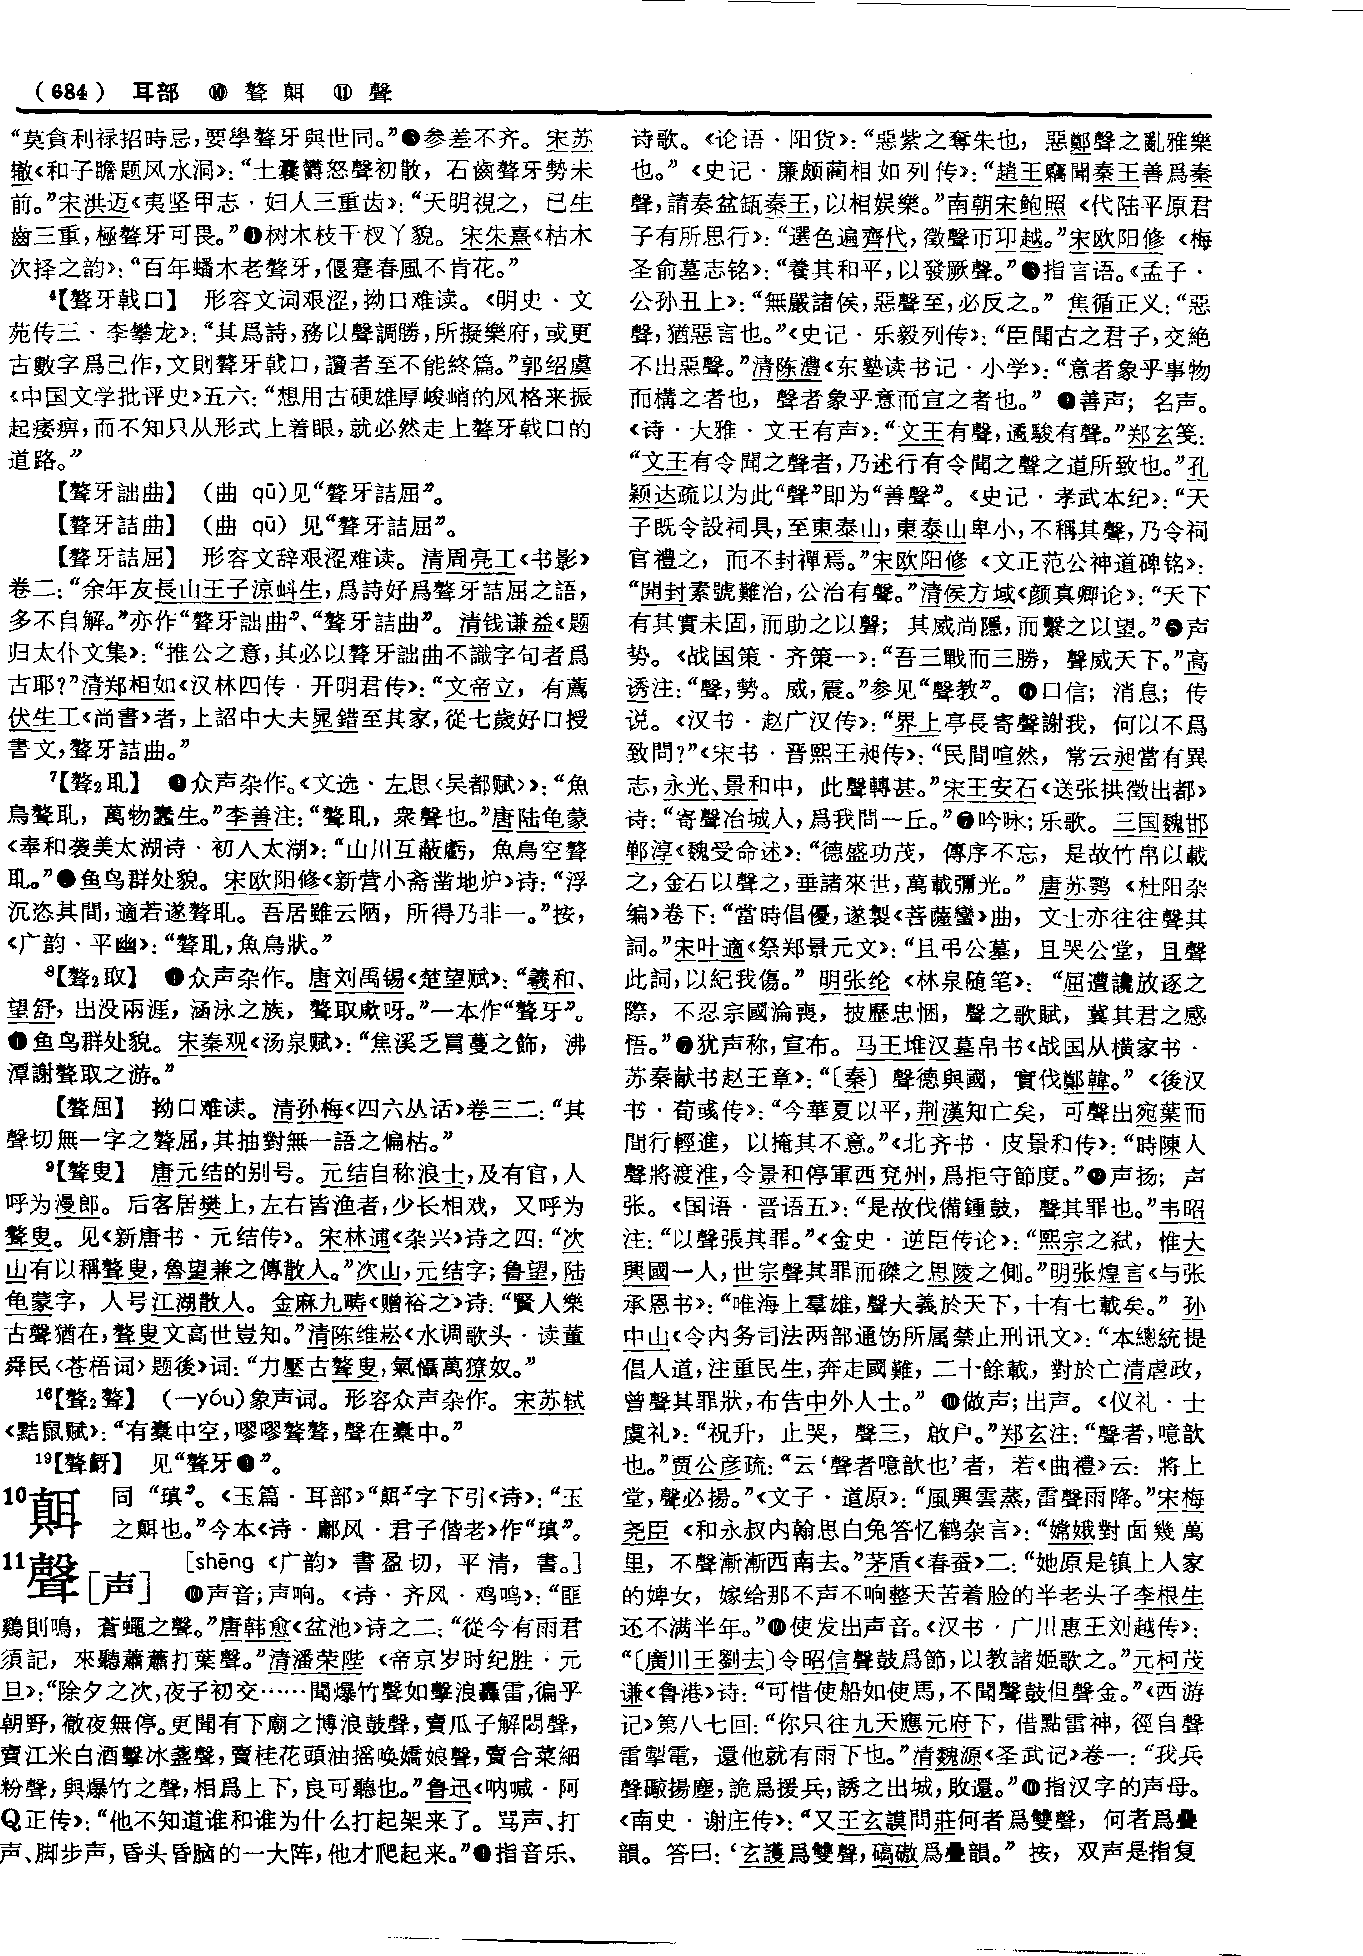 (684) 耳部 ⑩ 聱䎳 ⑪ 聲
“莫貪利禄招時忌，要學聱牙與世同。”❸参差不齐。宋苏
辙《和子瞻题风水洞》：“土囊欝怒聲初散，石齒聱牙勢未
前。”宋洪迈《夷坚甲志·妇人三重齿》：“天明視之，已生
齒三重，極聱牙可畏。”❹树木枝干杈丫貌。宋朱熹《枯木
次择之韵》：“百年蟠木老聱牙，偃蹇春風不肯花。”
⁴【聱牙戟口】 形容文词艰涩，拗口难读。《明史·文
苑传三·李攀龙》：“其爲詩，務以聲調勝，所擬樂府，或更
古數字爲己作，文則聱牙戟口，讀者至不能終篇。”郭绍虞
《中国文学批评史》五六：“想用古硬雄厚峻峭的风格来振
起痿痹，而不知只从形式上着眼，就必然走上聱牙戟口的
道路。”
【聱牙詘曲】 （曲 qū）见“聱牙詰屈”。
【聱牙詰曲】 （曲 qū）见“聱牙詰屈”。
【聱牙詰屈】 形容文辞艰涩难读。清周亮工《书影》
卷二：“余年友長山王子凉蚪生，爲詩好爲聱牙詰屈之語，
多不自解。”亦作“聱牙詘曲”、“聱牙詰曲”。清钱谦益《题
归太仆文集》：“推公之意，其必以聱牙詘曲不識字句者爲
古耶？”清郑相如《汉林四传·开明君传》：“文帝立，有薦
伏生工《尚書》者，上詔中大夫晁錯至其家，從七歲好口授
書文，聱牙詰曲。”
⁷【聱₂耴】 ❶众声杂作。《文选·左思〈吴都赋〉》：“魚
鳥聱耴，萬物蠢生。”李善注：“聱耴，衆聲也。”唐陆龟蒙
《奉和袭美太湖诗·初入太湖》：“山川互蔽虧，魚鳥空聱
耴。”❷鱼鸟群处貌。宋欧阳修《新营小斋凿地炉》诗：“浮
沉恣其間，適若遂聱耴。吾居雖云陋，所得乃非一。”按，
《广韵·平幽》：“聱耴，魚鳥狀。”
⁸【聱₂取】 ❶众声杂作。唐刘禹锡《楚望赋》：“羲和、
望舒，出没兩涯，涵泳之族，聱取歑呀。”一本作“聱牙”。
❷鱼鸟群处貌。宋秦观《汤泉赋》：“焦溪乏罥蔓之飾，沸
潭謝聱取之游。”
【聱屈】 拗口难读。清孙梅《四六丛话》卷三二：“其
聲切無一字之聱屈，其抽對無一語之偏枯。”
⁹【聱叟】 唐元结的别号。元结自称浪士，及有官，人
呼为漫郎。后客居樊上，左右皆渔者，少长相戏，又呼为
聱叟。见《新唐书·元结传》。宋林逋《杂兴》诗之四：“次
山有以稱聱叟，魯望兼之傳散人。”次山，元结字；鲁望，陆
龟蒙字，人号江湖散人。金麻九畴《赠裕之》诗：“賢人樂
古聲猶在，聱叟文高世豈知。”清陈维崧《水调歌头·读董
舜民〈苍梧词〉题後》词：“力壓古聱叟，氣懾萬獠奴。”
¹⁶【聱₂聱】 （—yóu）象声词。形容众声杂作。宋苏轼
《黠鼠赋》：“有橐中空，嘐嘐聱聱，聲在橐中。”
¹⁹【聱齖】 见“聱牙❶”。
10䎳 同“瑱”。《玉篇·耳部》“䎳”字下引《诗》：“玉
之䎳也。”今本《诗·鄘风·君子偕老》作“瑱”。
11聲[声] [shēng 《广韵》書盈切，平清，書。]
❶声音；声响。《诗·齐风·鸡鸣》：“匪
鷄則鳴，蒼蠅之聲。”唐韩愈《盆池》诗之二：“從今有雨君
須記，來聽蕭蕭打葉聲。”清潘荣陛《帝京岁时纪胜·元
旦》：“除夕之次，夜子初交……聞爆竹聲如擊浪轟雷，徧乎
朝野，徹夜無停。更聞有下廟之博浪鼓聲，賣瓜子解悶聲，
賣江米白酒擊冰盞聲，賣桂花頭油摇唤嬌娘聲，賣合菜細
粉聲，與爆竹之聲，相爲上下，良可聽也。”鲁迅《呐喊·阿
Q正传》：“他不知道谁和谁为什么打起架来了。骂声、打
声、脚步声，昏头昏脑的一大阵，他才爬起来。”❷指音乐、
诗歌。《论语·阳货》：“惡紫之奪朱也，惡鄭聲之亂雅樂
也。”《史记·廉颇蔺相如列传》：“趙王竊聞秦王善爲秦
聲，請奏盆缻秦王，以相娱樂。”南朝宋鲍照《代陆平原君
子有所思行》：“選色遍齊代，徵聲帀邛越。”宋欧阳修《梅
圣俞墓志铭》：“養其和平，以發厥聲。”❸指言语。《孟子·
公孙丑上》：“無嚴諸侯，惡聲至，必反之。”焦循正义：“惡
聲，猶惡言也。”《史记·乐毅列传》：“臣聞古之君子，交絶
不出惡聲。”清陈澧《东塾读书记·小学》：“意者象乎事物
而構之者也，聲者象乎意而宣之者也。”❹善声；名声。
《诗·大雅·文王有声》：“文王有聲，遹駿有聲。”郑玄笺：
“文王有令聞之聲者，乃述行有令聞之聲之道所致也。”孔
颖达疏以为此“聲”即为“善聲”。《史记·孝武本纪》：“天
子既令設祠具，至東泰山，東泰山卑小，不稱其聲，乃令祠
官禮之，而不封禪焉。”宋欧阳修《文正范公神道碑铭》：
“開封素號難治，公治有聲。”清侯方域《颜真卿论》：“天下
有其實未固，而助之以聲；其威尚隱，而繫之以望。”❺声
势。《战国策·齐策一》：“吾三戰而三勝，聲威天下。”高
诱注：“聲，勢。威，震。”参见“聲教”。❻口信；消息；传
说。《汉书·赵广汉传》：“界上亭長寄聲謝我，何以不爲
致問？”《宋书·晋熙王昶传》：“民間喧然，常云昶當有異
志，永光、景和中，此聲轉甚。”宋王安石《送张拱微出都》
诗：“寄聲冶城人，爲我問一丘。”❼吟咏；乐歌。三国魏邯
郸淳《魏受命述》：“德盛功茂，傳序不忘，是故竹帛以載
之，金石以聲之，垂諸來世，萬載彌光。”唐苏鹗《杜阳杂
编》卷下：“當時倡優，遂製《菩薩蠻》曲，文士亦往往聲其
詞。”宋叶適《祭郑景元文》：“且弔公墓，且哭公堂，且聲
此詞，以紀我傷。”明张纶《林泉随笔》：“屈遭讒放逐之
際，不忍宗國淪喪，披歷忠悃，聲之歌賦，冀其君之感
悟。”❽犹声称，宣布。马王堆汉墓帛书《战国从横家书·
苏秦献书赵王章》：“〔秦〕聲德與國，實伐鄭韓。”《後汉
书·荀彧传》：“今華夏以平，荆漢知亡矣，可聲出宛葉而
間行輕進，以掩其不意。”《北齐书·皮景和传》：“時陳人
聲將渡淮，令景和停軍西兗州，爲拒守節度。”❾声扬；声
张。《国语·晋语五》：“是故伐備鍾鼓，聲其罪也。”韦昭
注：“以聲張其罪。”《金史·逆臣传论》：“熙宗之弑，惟大
興國一人，世宗聲其罪而磔之思陵之側。”明张煌言《与张
承恩书》：“唯海上羣雄，聲大義於天下，十有七載矣。”孙
中山《令内务司法两部通饬所属禁止刑讯文》：“本總統提
倡人道，注重民生，奔走國難，二十餘載，對於亡清虐政，
曾聲其罪狀，布告中外人士。”❿做声；出声。《仪礼·士
虞礼》：“祝升，止哭，聲三，啟户。”郑玄注：“聲者，噫歆
也。”贾公彦疏：“云‘聲者噫歆也’者，若《曲禮》云：將上
堂，聲必揚。”《文子·道原》：“風興雲蒸，雷聲雨降。”宋梅
尧臣《和永叔内翰思白兔答忆鹤杂言》：“嫦娥對面幾萬
里，不聲漸漸西南去。”茅盾《春蚕》二：“她原是镇上人家
的婢女，嫁给那不声不响整天苦着脸的半老头子李根生
还不满半年。”⓫使发出声音。《汉书·广川惠王刘越传》：
“〔廣川王劉去〕令昭信聲鼓爲節，以教諸姬歌之。”元柯茂
谦《鲁港》诗：“可惜使船如使馬，不聞聲鼓但聲金。”《西游
记》第八七回：“你只往九天應元府下，借點雷神，徑自聲
雷掣電，還他就有雨下也。”清魏源《圣武记》卷一：“我兵
聲礮揚塵，詭爲援兵，誘之出城，敗還。”⓬指汉字的声母。
《南史·谢庄传》：“又王玄謨問莊何者爲雙聲，何者爲疊
韻。答曰：‘玄護爲雙聲，碻磝爲疊韻。”按，双声是指复